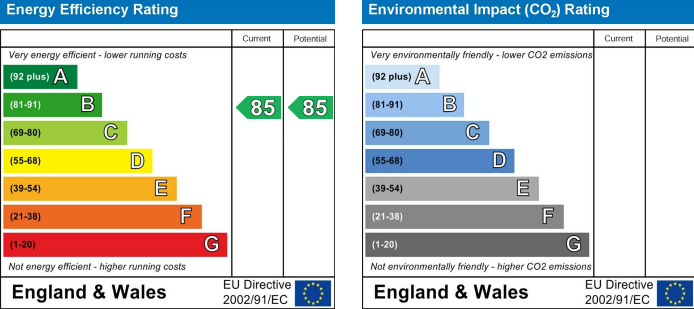 Energy Efficiency Rating
Current Potential
Very energy efficient - lower running costs
(92 plus) A
(81-91) B
(69-80) C
(55-68) D
(39-54) E
(21-38) F
(1-20) G
85 85
Not energy efficient - higher running costs
England & Wales
EU Directive
2002/91/EC
Environmental Impact (CO₂) Rating
Current Potential
Very environmentally friendly - lower CO2 emissions
(92 plus) A
(81-91) B
(69-80) C
(55-68) D
(39-54) E
(21-38) F
(1-20) G
Not environmentally friendly - higher CO2 emissions
England & Wales
EU Directive
2002/91/EC